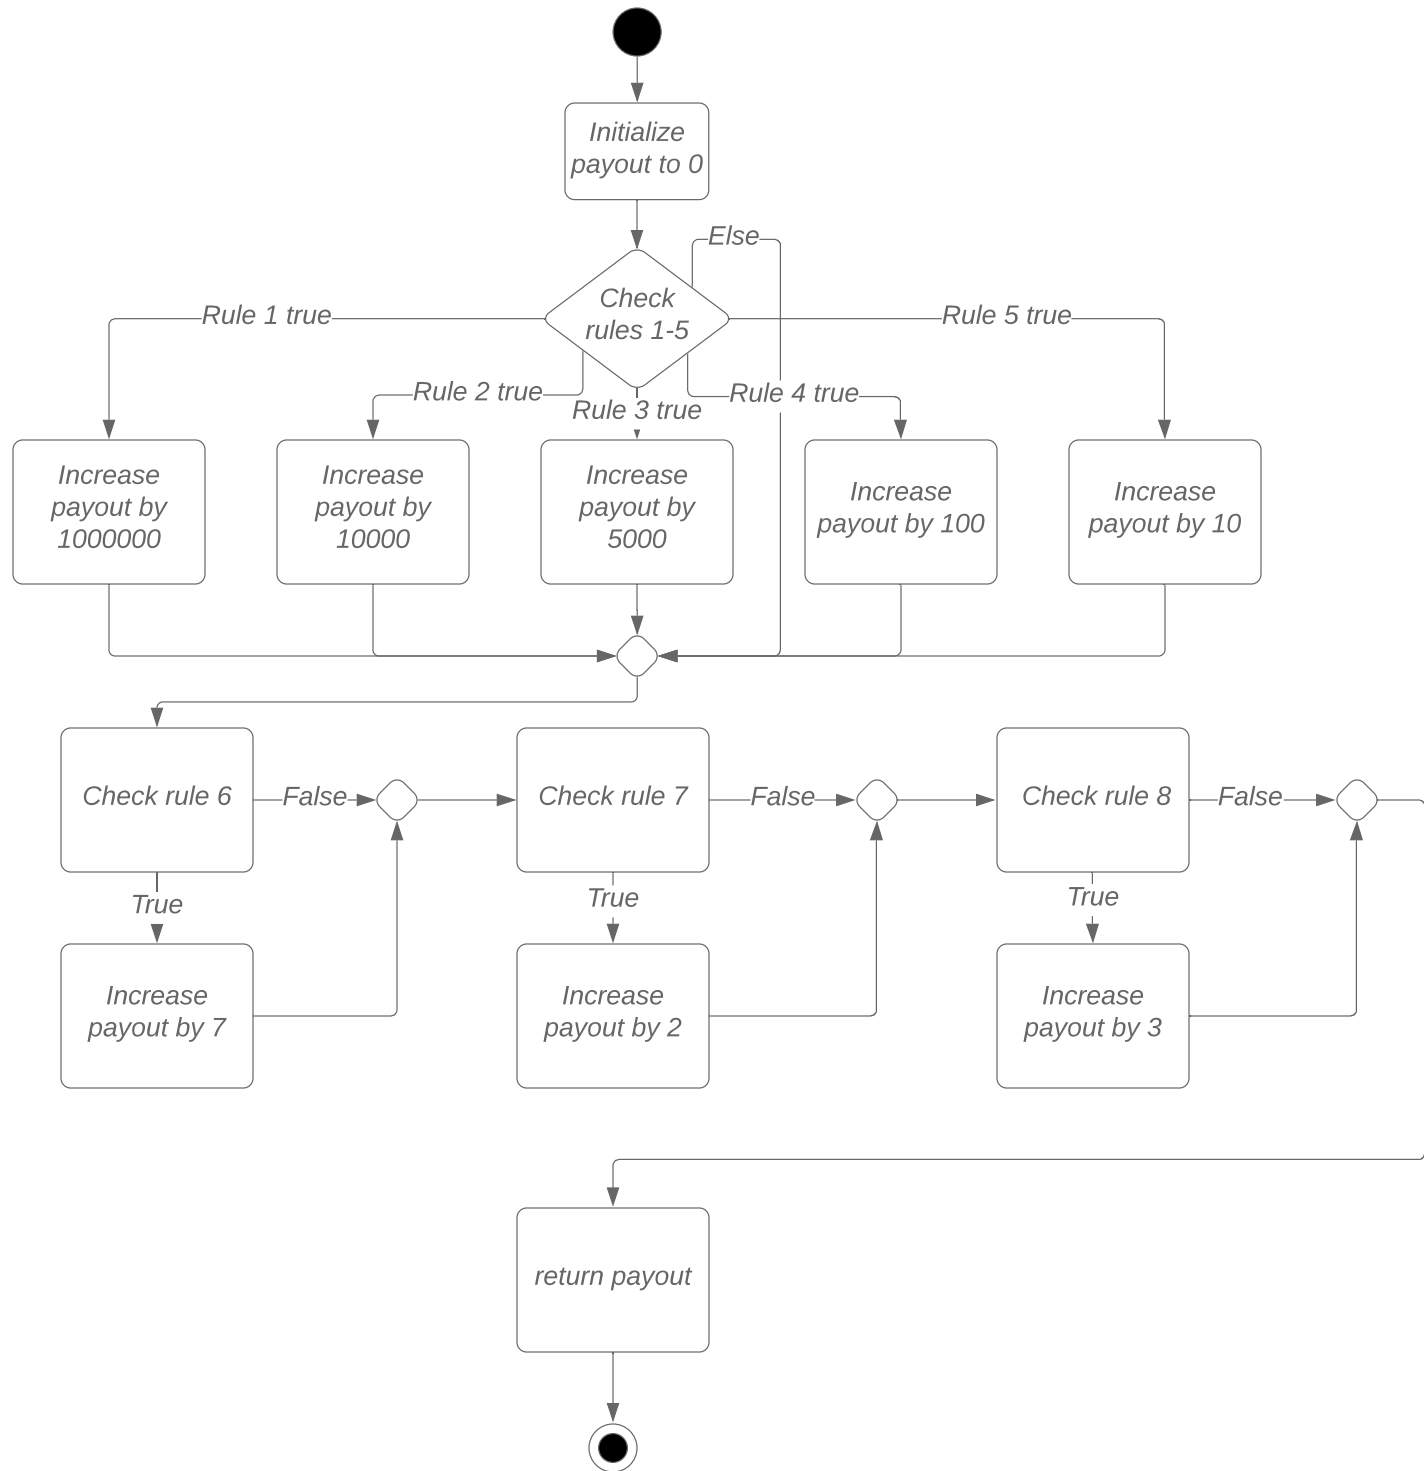 Initialize
payout to 0
Else
Check
rules 1-5
Rule 1 true
Rule 5 true
Rule 2 true
Rule 3 true
Rule 4 true
Increase
payout by
1000000
Increase
payout by
10000
Increase
payout by
5000
Increase
payout by 100
Increase
payout by 10
Check rule 6
False
Check rule 7
False
Check rule 8
False
True
True
True
Increase
payout by 7
Increase
payout by 2
Increase
payout by 3
return payout